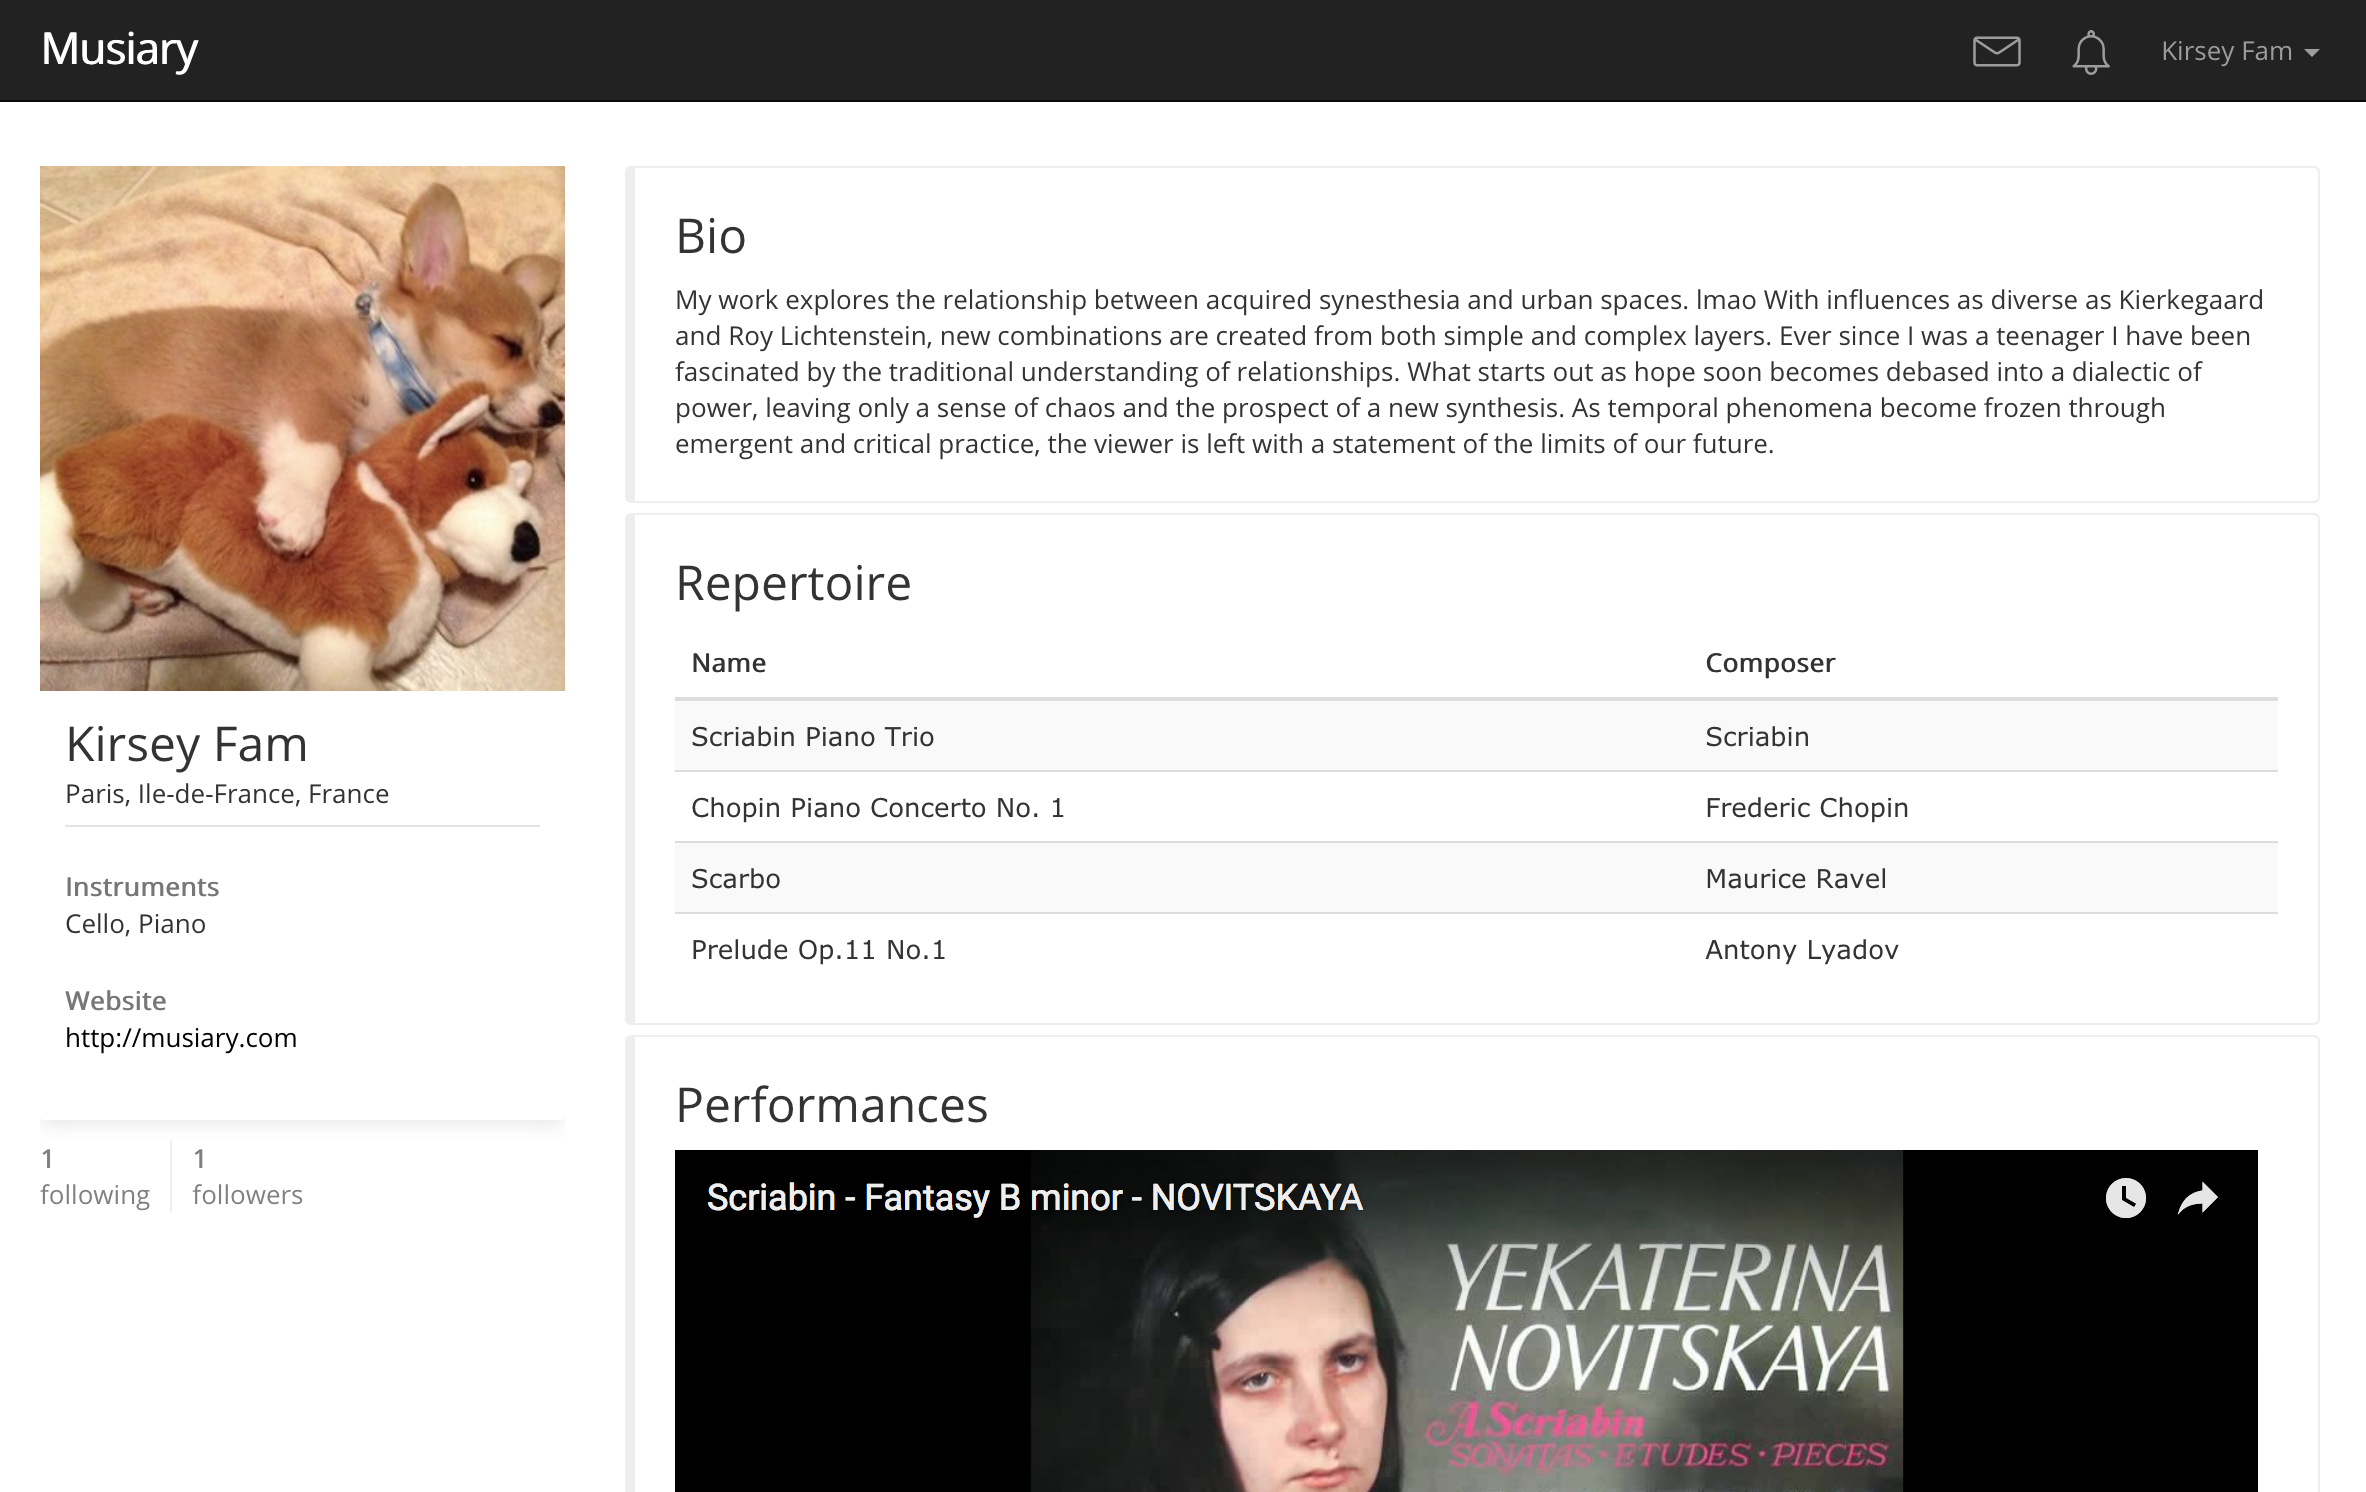 Musiary
Kirsey Fam
Kirsey Fam
Paris, Ile-de-France, France
Instruments
Cello, Piano
Website
http://musiary.com
1
following
1
followers
Bio
My work explores the relationship between acquired synesthesia and urban spaces. lmao With influences as diverse as Kierkegaard
and Roy Lichtenstein, new combinations are created from both simple and complex layers. Ever since I was a teenager I have been
fascinated by the traditional understanding of relationships. What starts out as hope soon becomes debased into a dialectic of
power, leaving only a sense of chaos and the prospect of a new synthesis. As temporal phenomena become frozen through
emergent and critical practice, the viewer is left with a statement of the limits of our future.
Repertoire
Name Composer
Scriabin Piano Trio Scriabin
Chopin Piano Concerto No. 1 Frederic Chopin
Scarbo Maurice Ravel
Prelude Op.11 No.1 Antony Lyadov
Performances
Scriabin - Fantasy B minor - NOVITSKAYA
YEKATERINA
NOVITSKAYA
A.Scriabin
SONATAS · ETUDES · PIECES